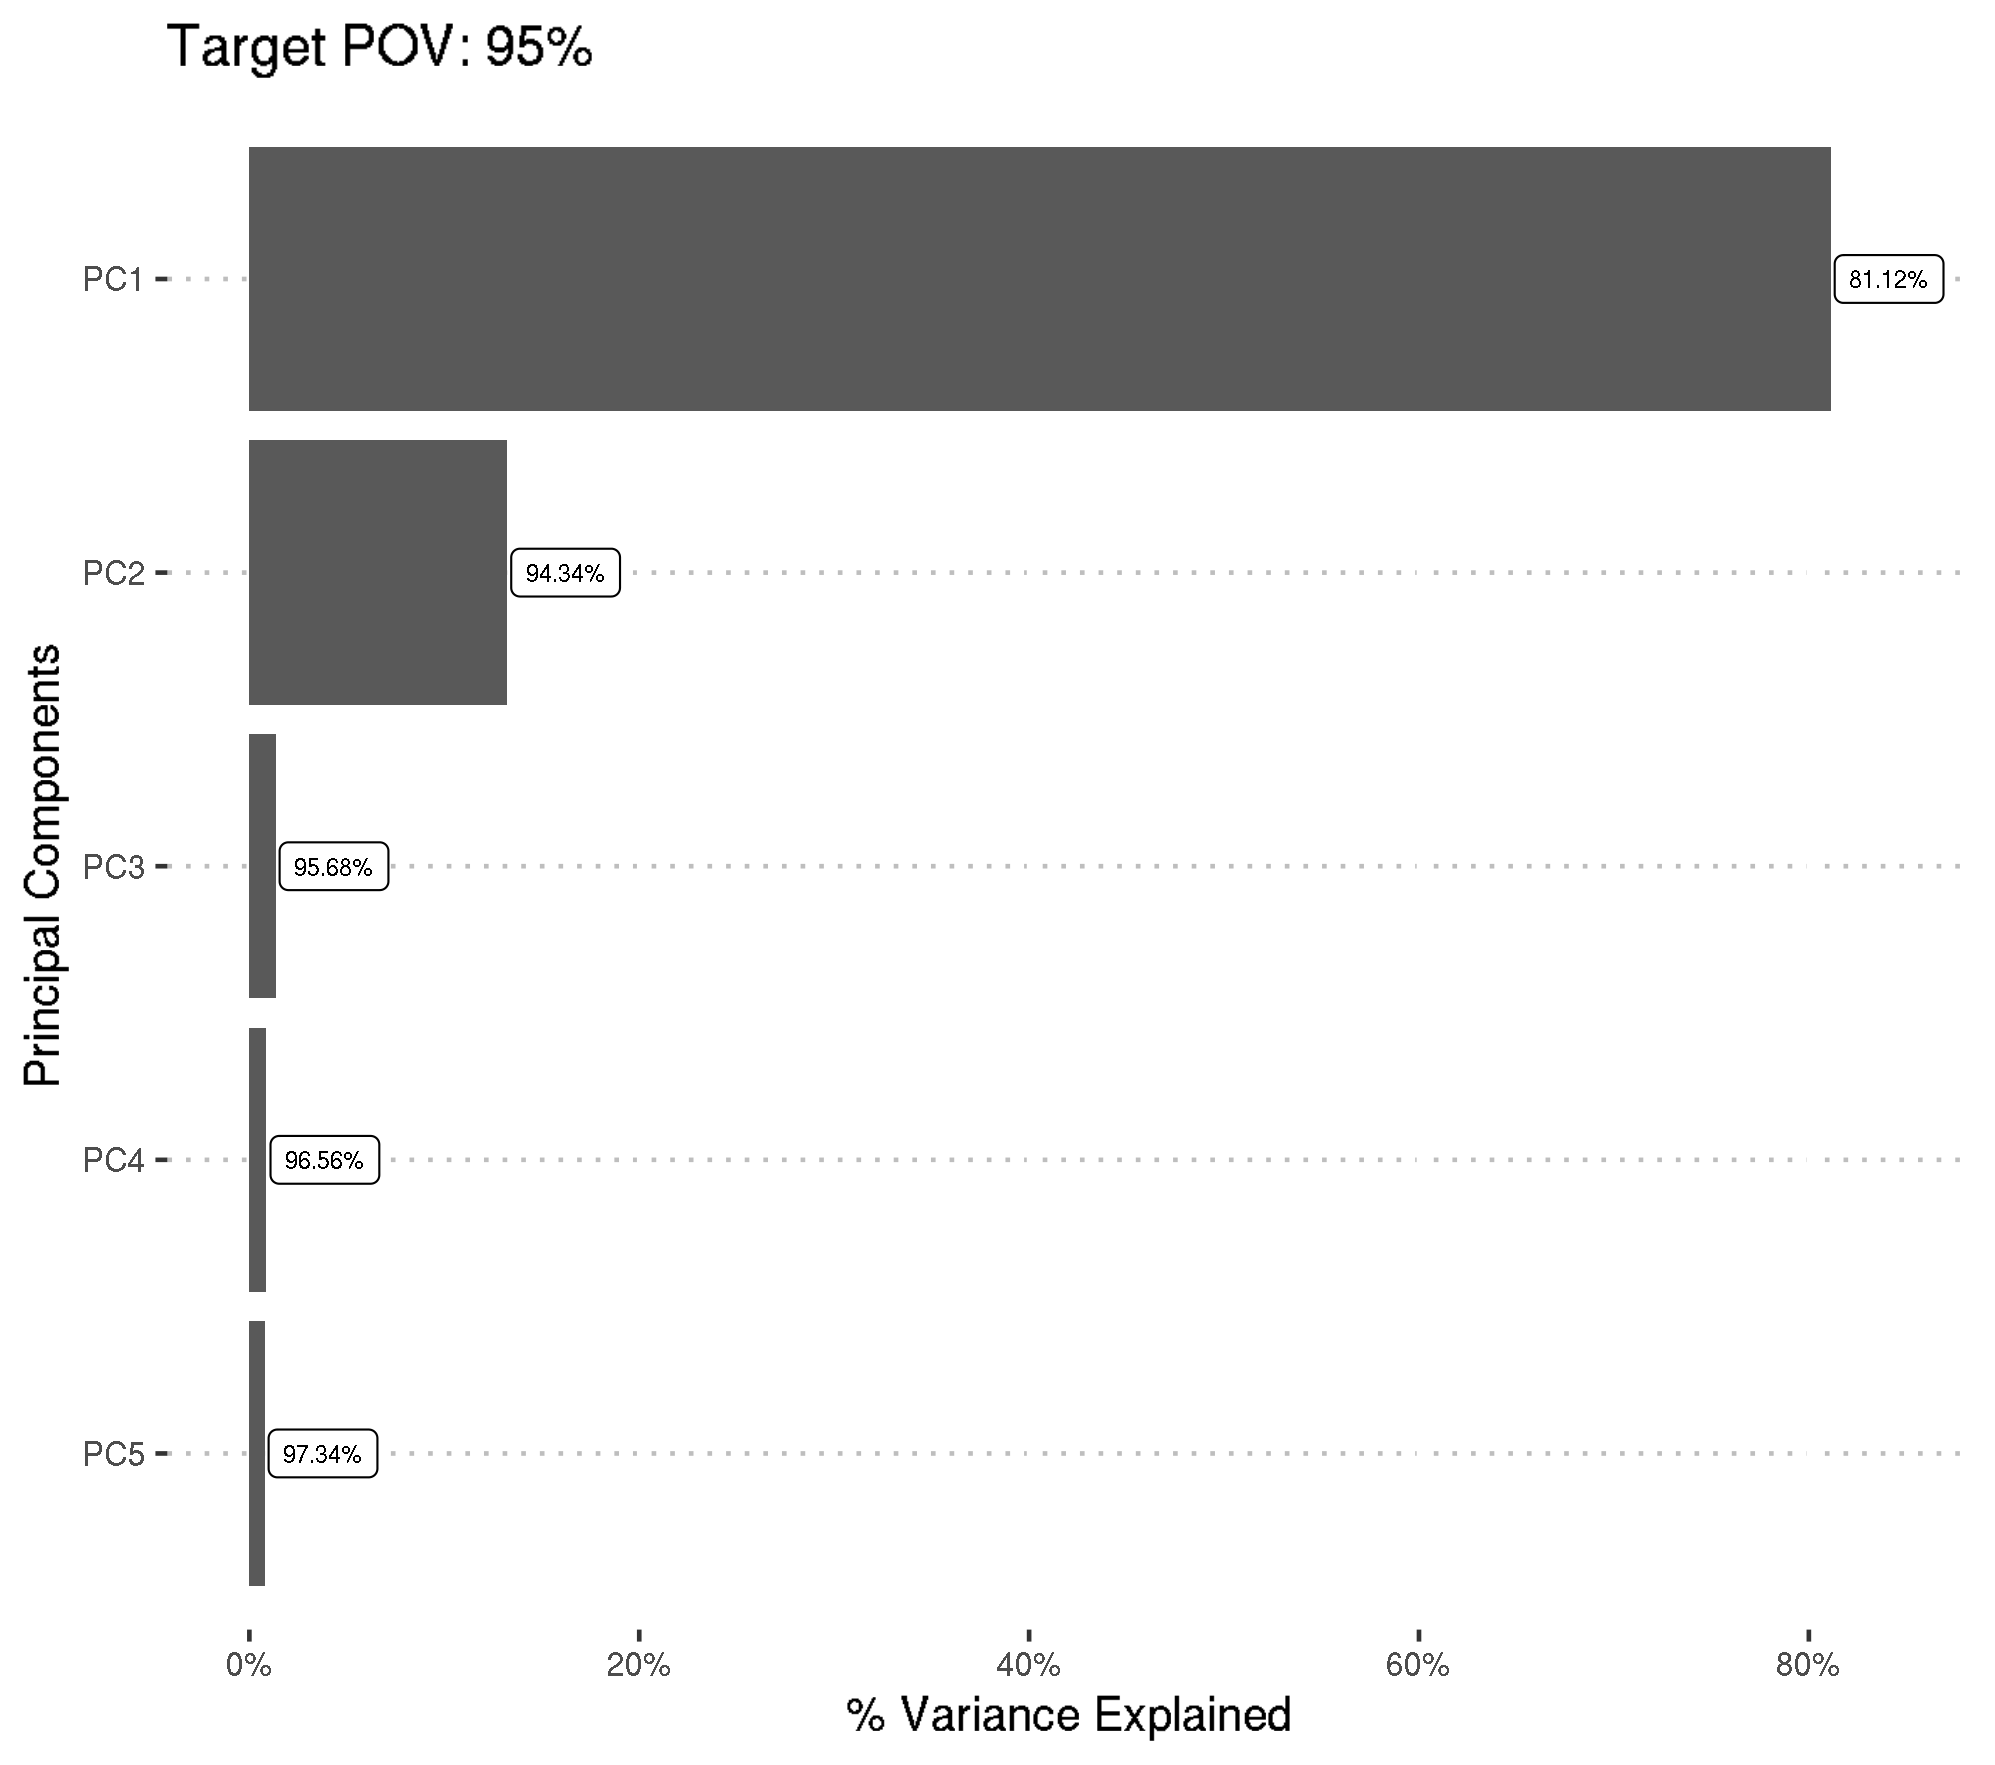 Target POV: 95%
PC1
81.12%
PC2
94.34%
Principal Components
PC3
95.68%
PC4
96.56%
PC5
97.34%
0% 20% 40% 60% 80%
% Variance Explained